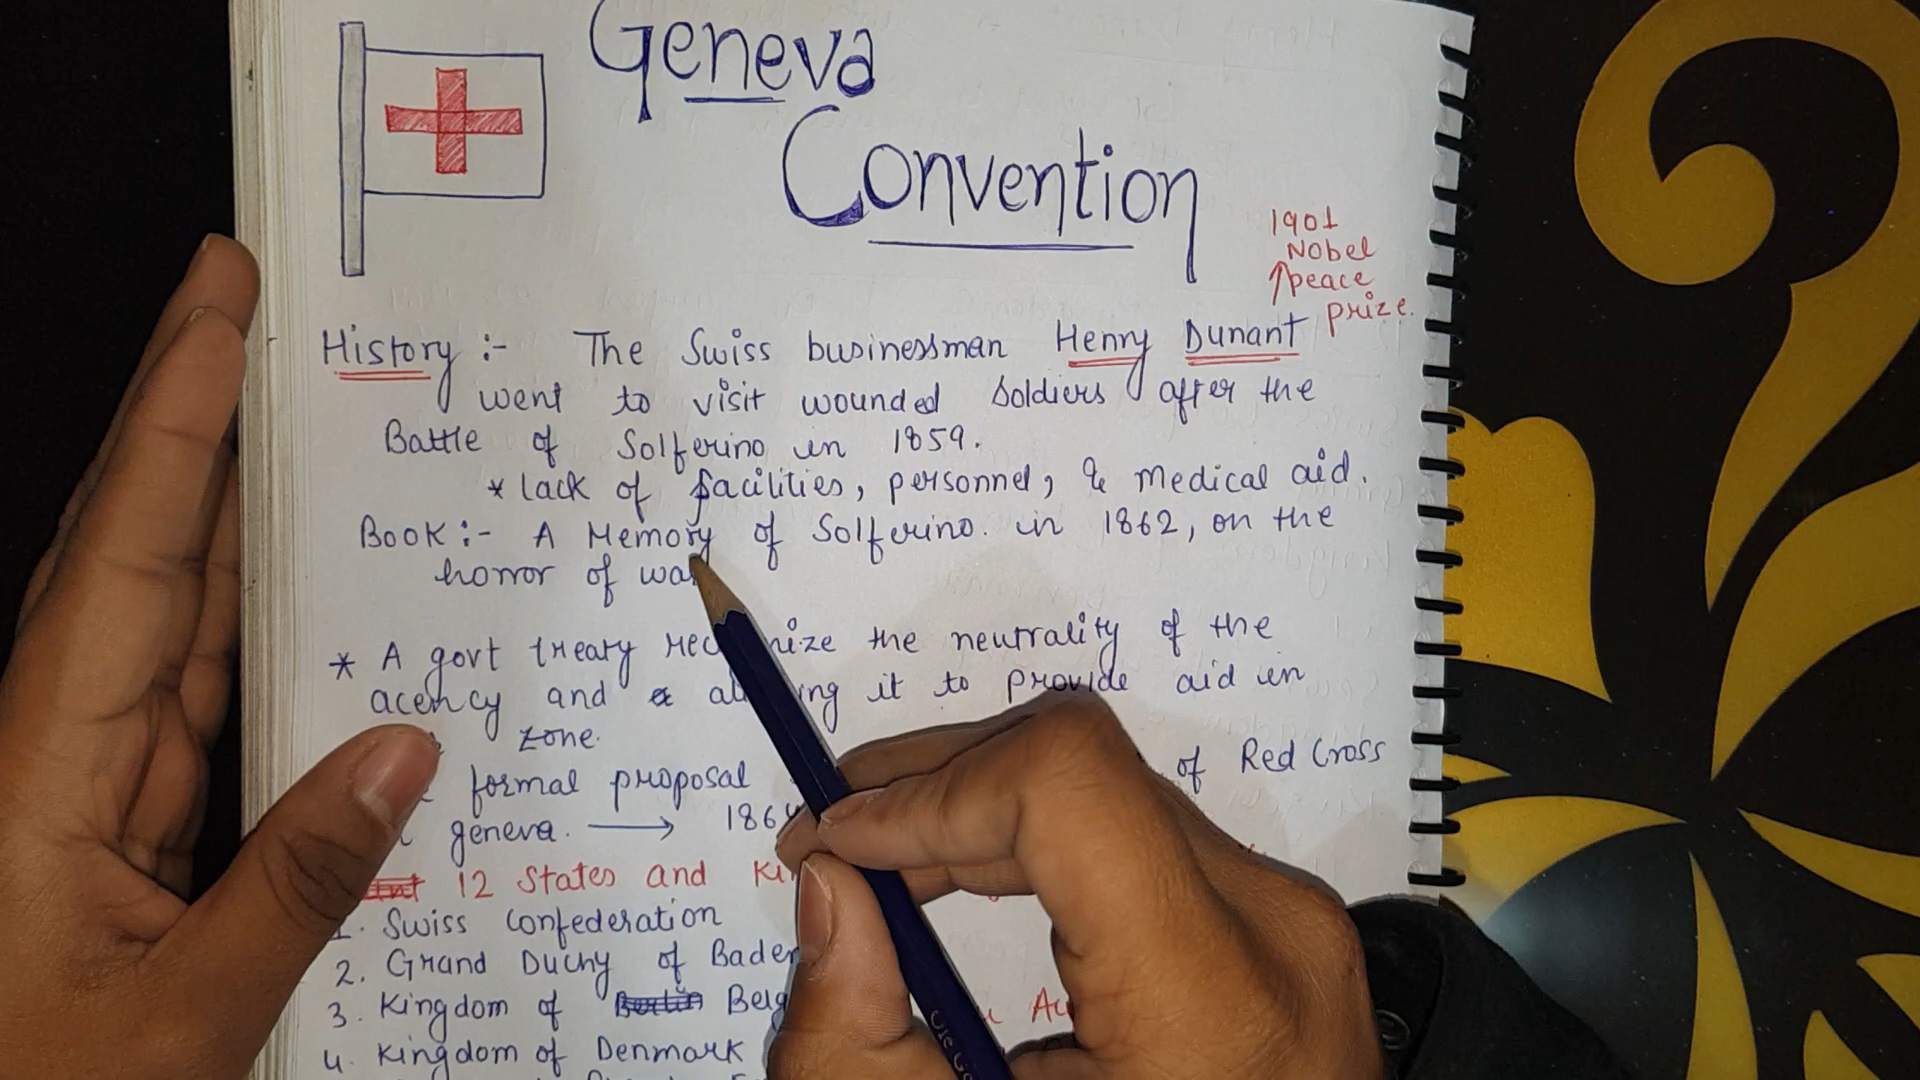 Geneva
Convention
1901
Nobel
↑peace
prize.
History :- The Swiss businessman Henry Dunant
went to visit wounded soldiers after the
Battle of Solferino in 1859.
* lack of facilities, personnel, & medical aid.
Book :- A Memory of Solferino. in 1862, on the
horror of war
* A govt treaty the neutrality of the
acency and it to provide aid in
zone.
formal proposal of Red Cross
geneva. → 1864
12 States and
1. Swiss Confederation
2. Grand Duchy of Baden
3. Kingdom of
4. Kingdom of Denmark